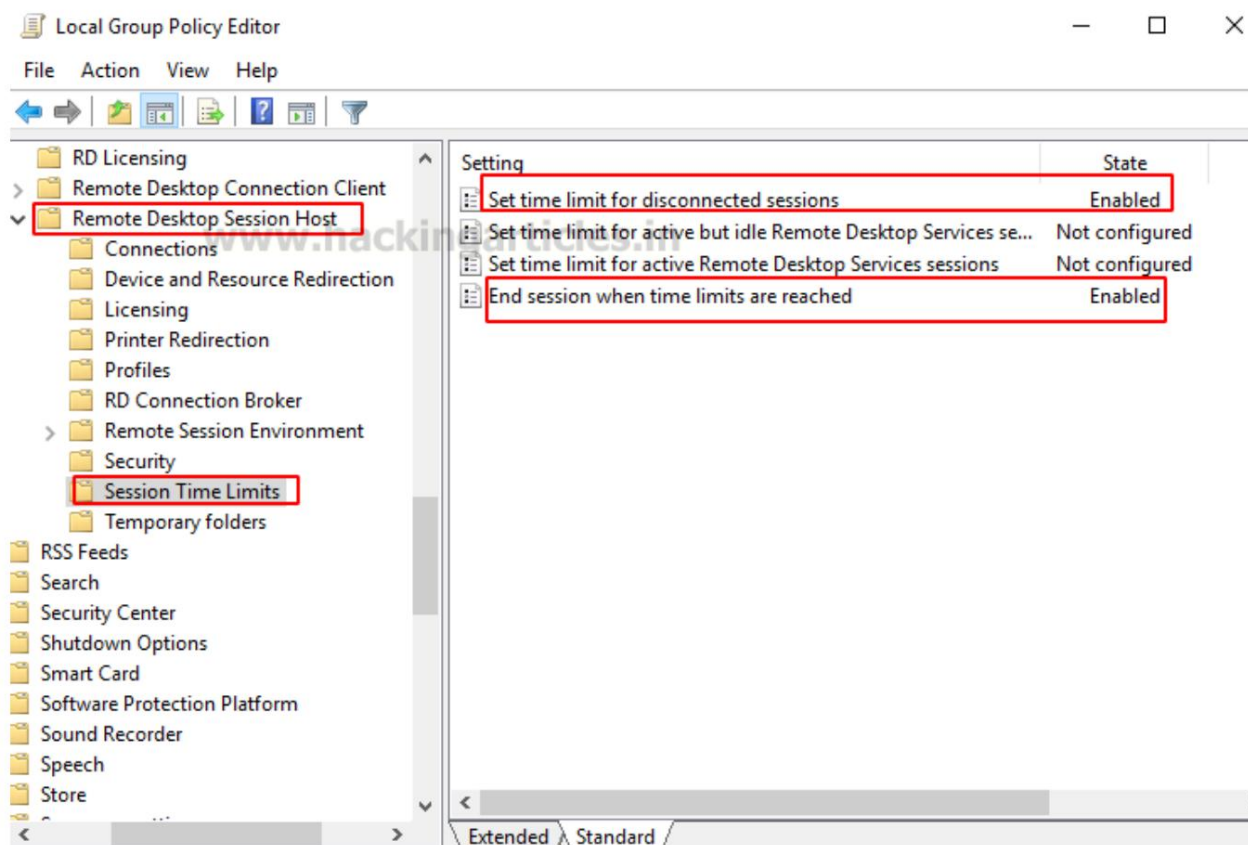 Local Group Policy Editor
File Action View Help
RD Licensing
Remote Desktop Connection Client
Remote Desktop Session Host
Connections
Device and Resource Redirection
Licensing
Printer Redirection
Profiles
RD Connection Broker
Remote Session Environment
Security
Session Time Limits
Temporary folders
RSS Feeds
Search
Security Center
Shutdown Options
Smart Card
Software Protection Platform
Sound Recorder
Speech
Store
Setting State
Set time limit for disconnected sessions Enabled
Set time limit for active but idle Remote Desktop Services se... Not configured
Set time limit for active Remote Desktop Services sessions Not configured
End session when time limits are reached Enabled
www.hackingarticles.in
Extended Standard